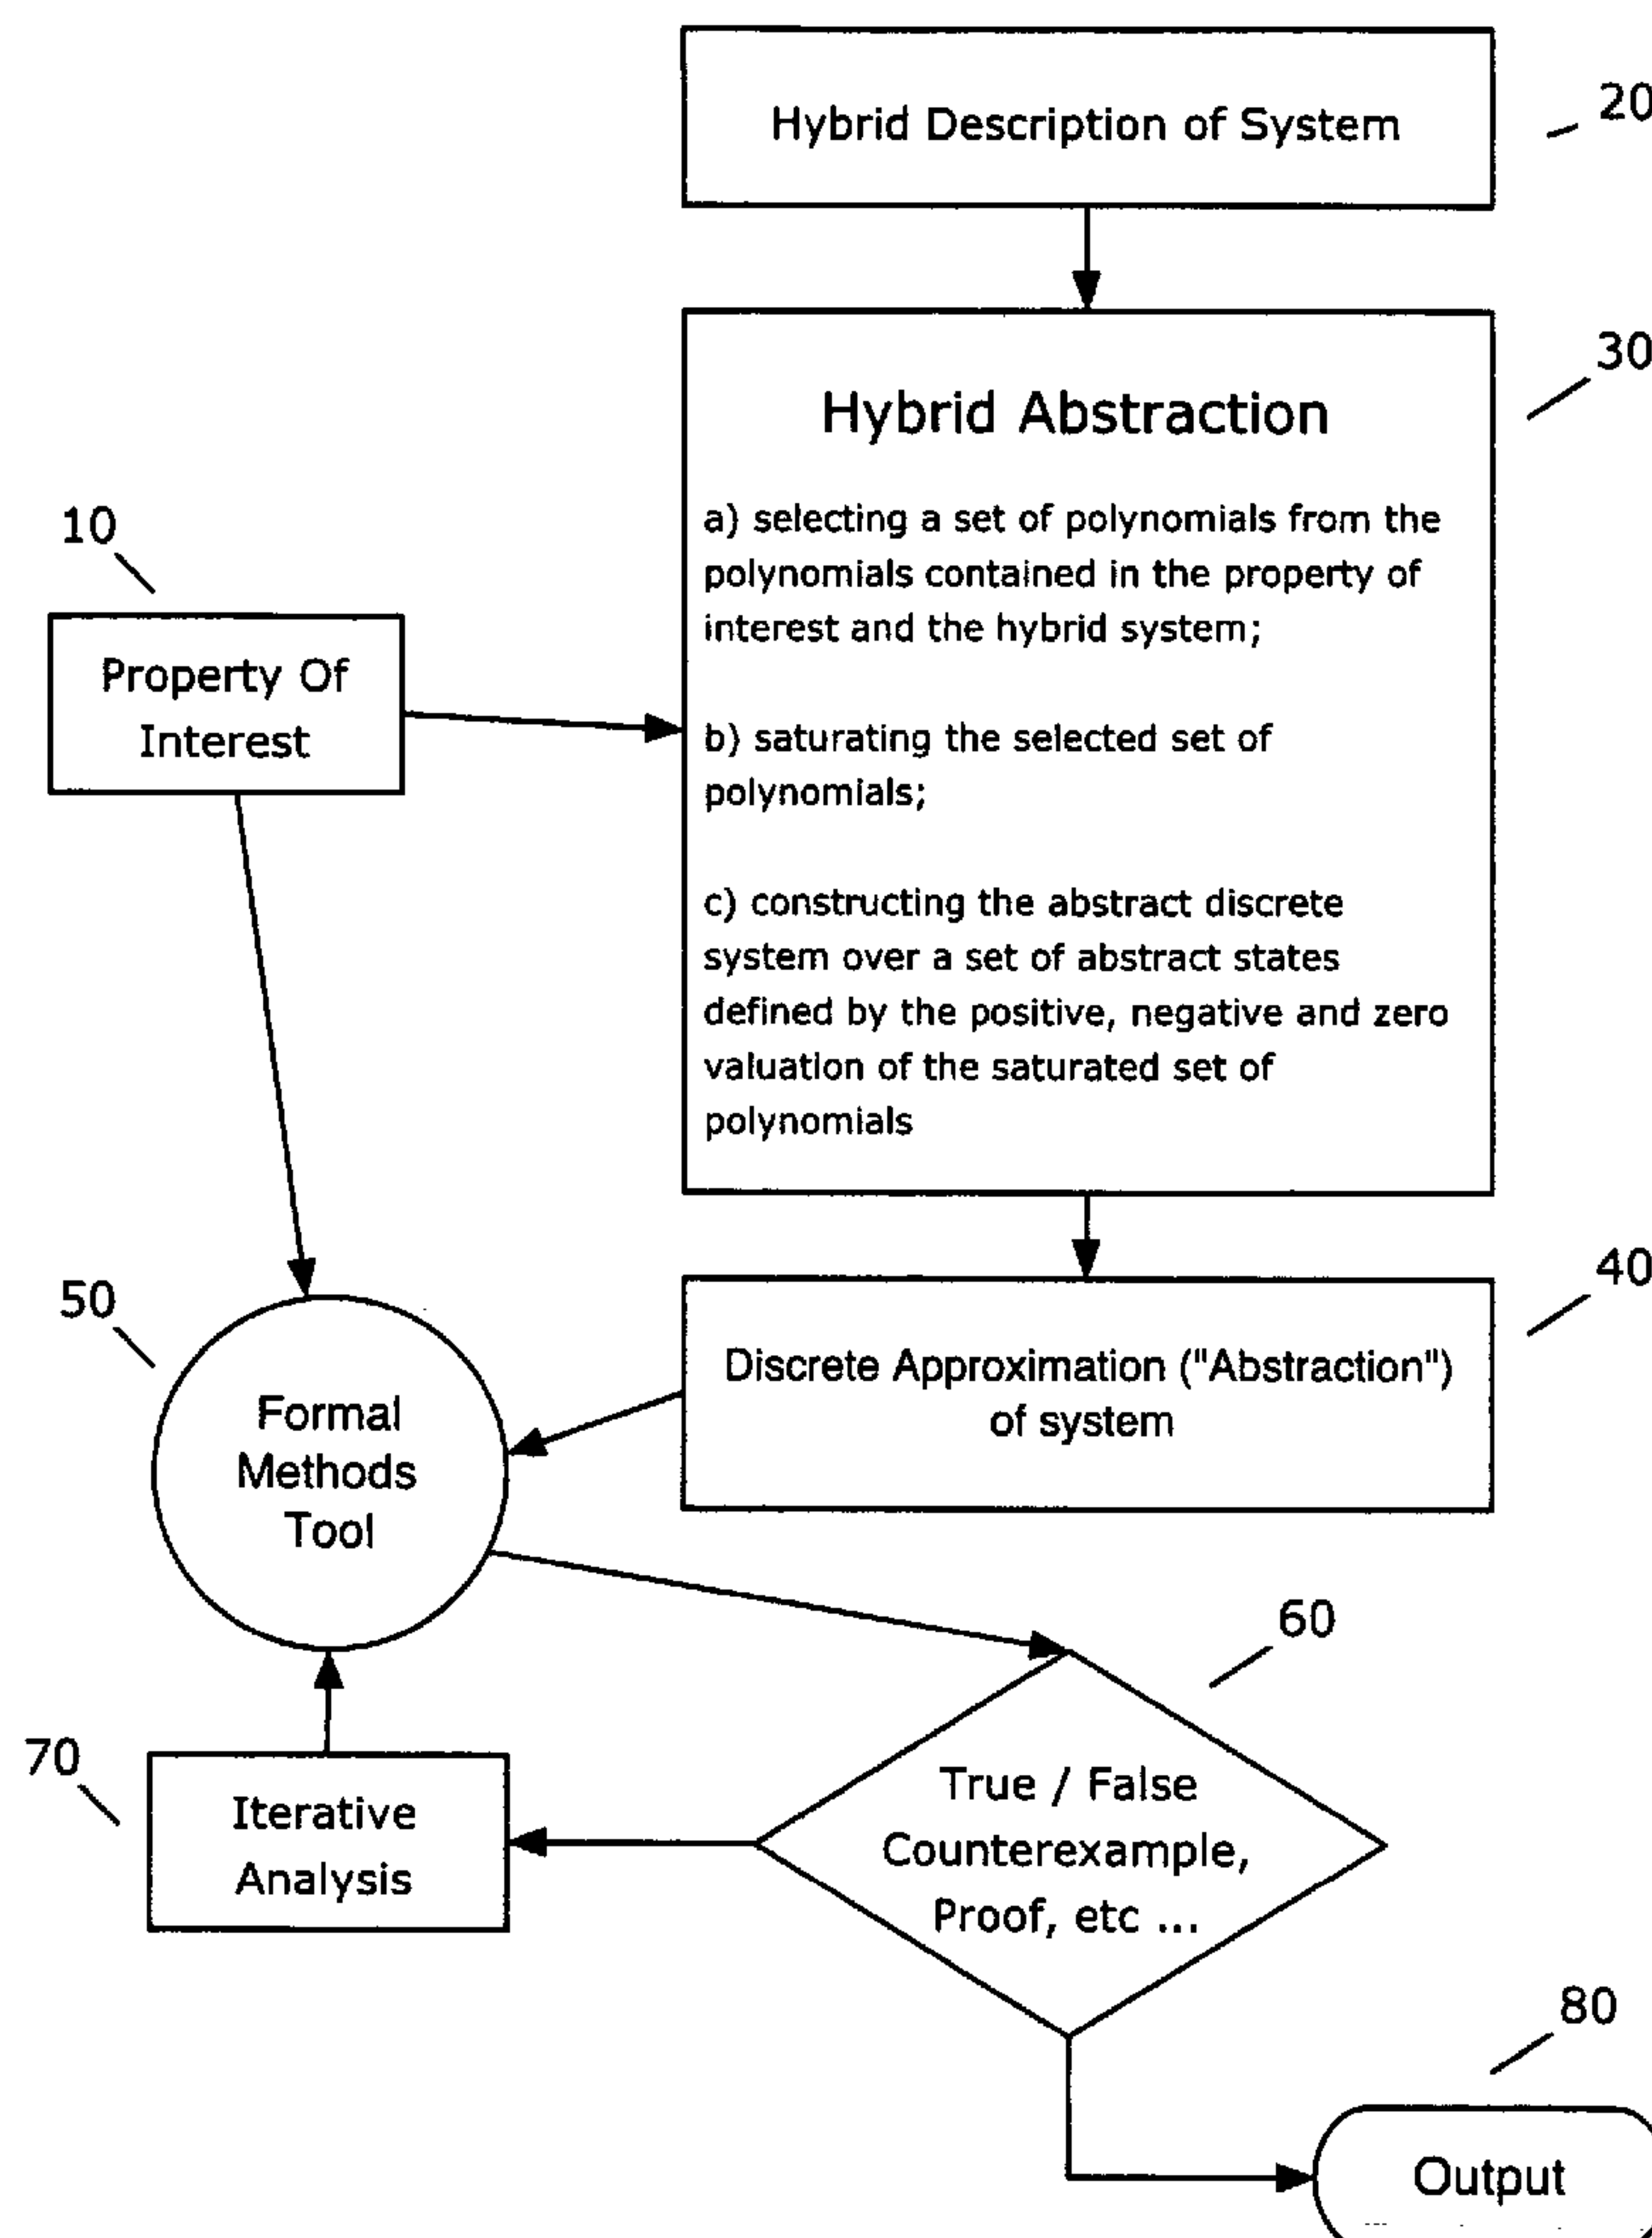 Hybrid Description of System
20
30
Hybrid Abstraction
a) selecting a set of polynomials from the
polynomials contained in the property of
interest and the hybrid system;
b) saturating the selected set of
polynomials;
c) constructing the abstract discrete
system over a set of abstract states
defined by the positive, negative and zero
valuation of the saturated set of
polynomials
10
Property Of
Interest
40
Discrete Approximation ("Abstraction")
of system
50
Formal
Methods
Tool
60
True / False
Counterexample,
Proof, etc ...
70
Iterative
Analysis
80
Output